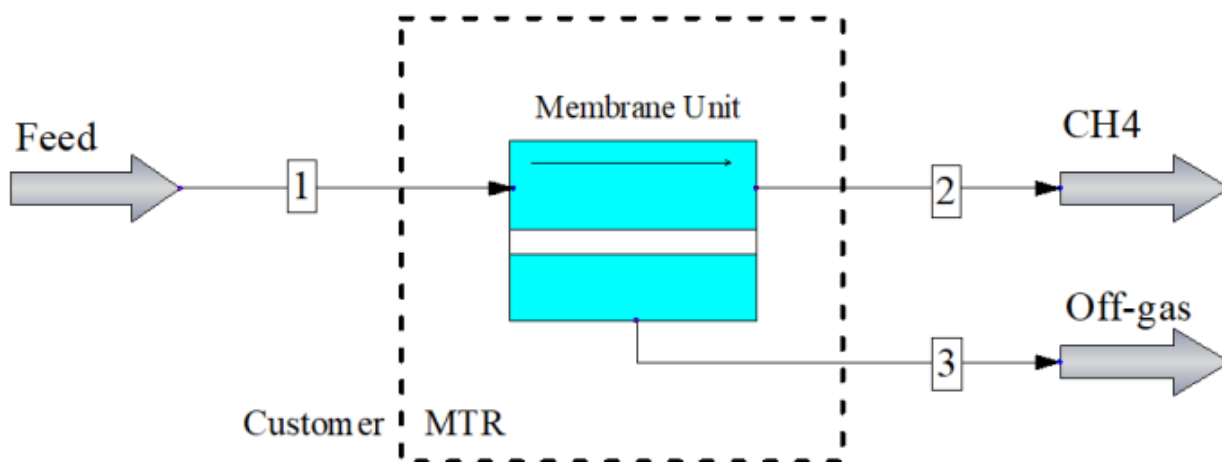 Feed
1
Membrane Unit
2
CH4
3
Off-gas
Customer
MTR